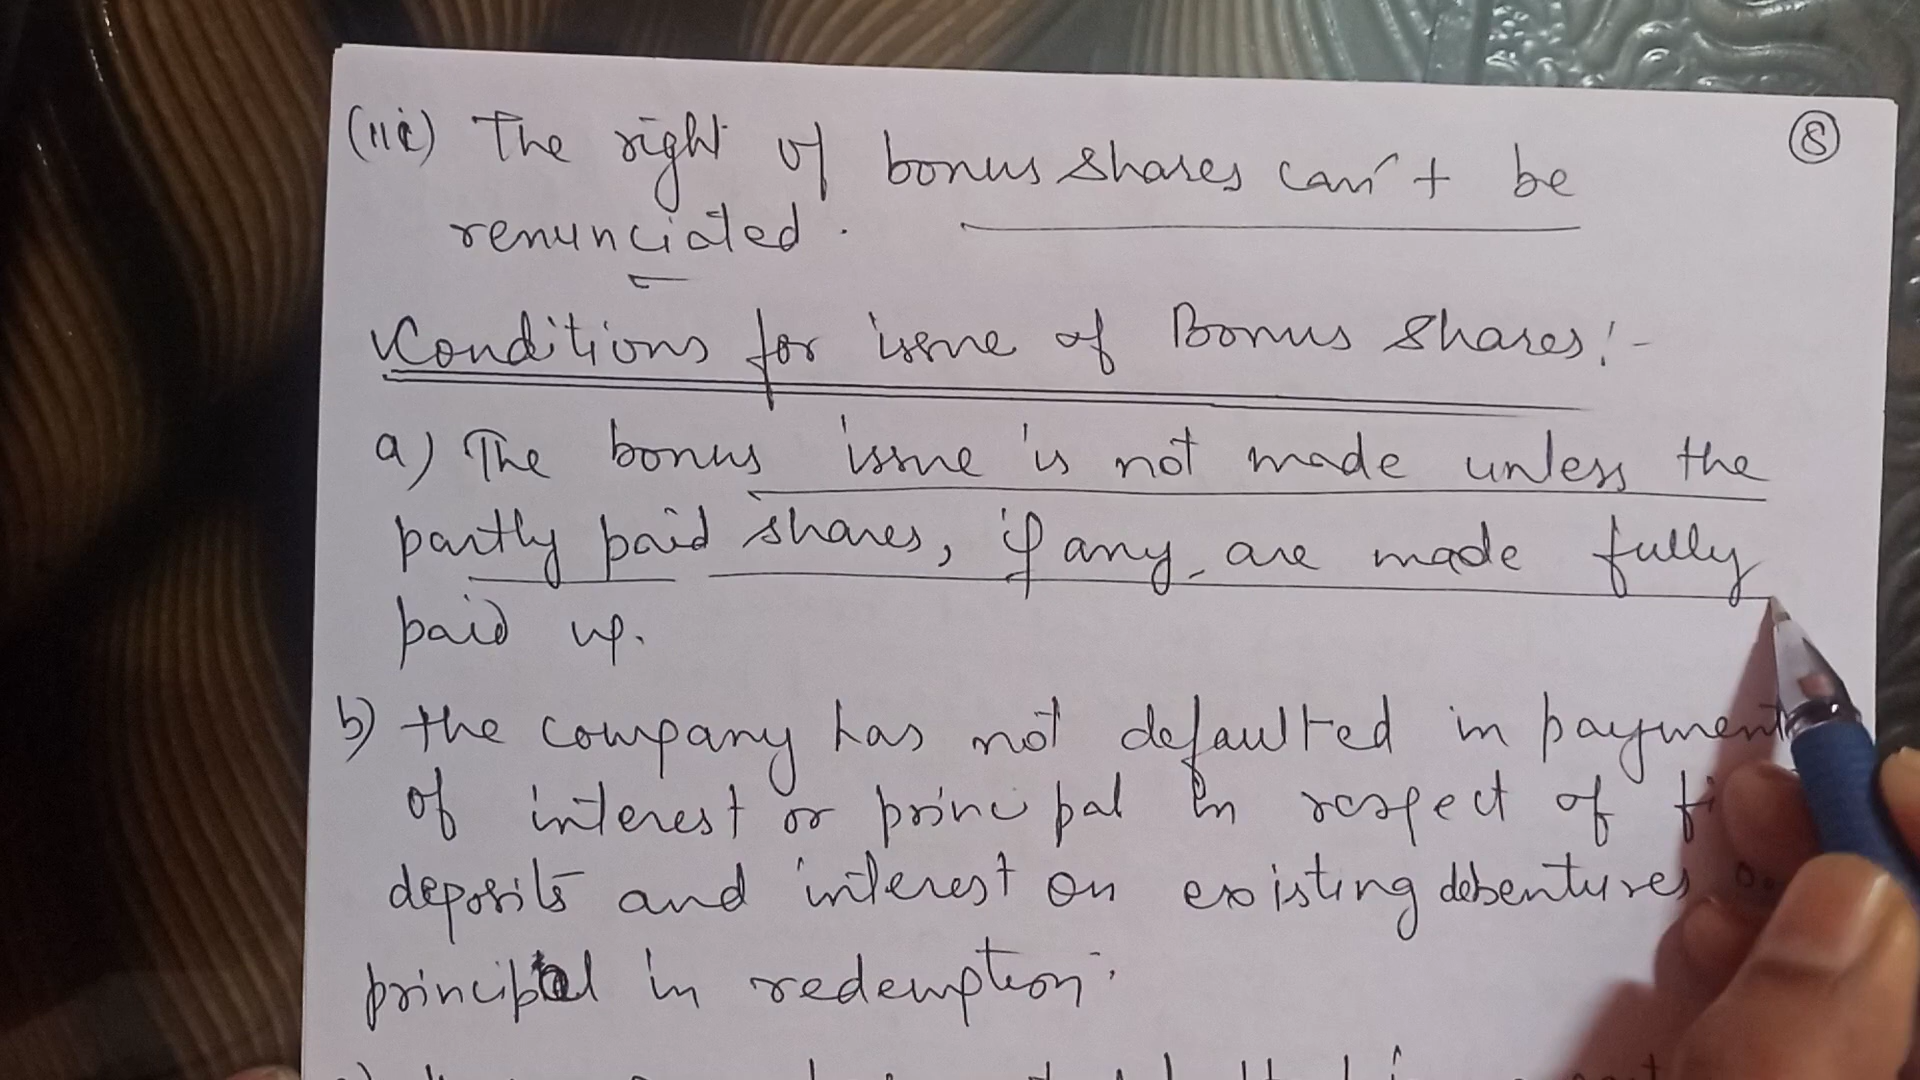 (iii) The right of bonus shares can't be
⑧
renunciated.
Conditions for issue of Bonus Shares:-
a) The bonus issue is not made unless the
partly paid shares, if any, are made fully
paid up.
b) the company has not defaulted in payment
of interest or principal in respect of
deposits and interest on existing debentures
principal in redemption.